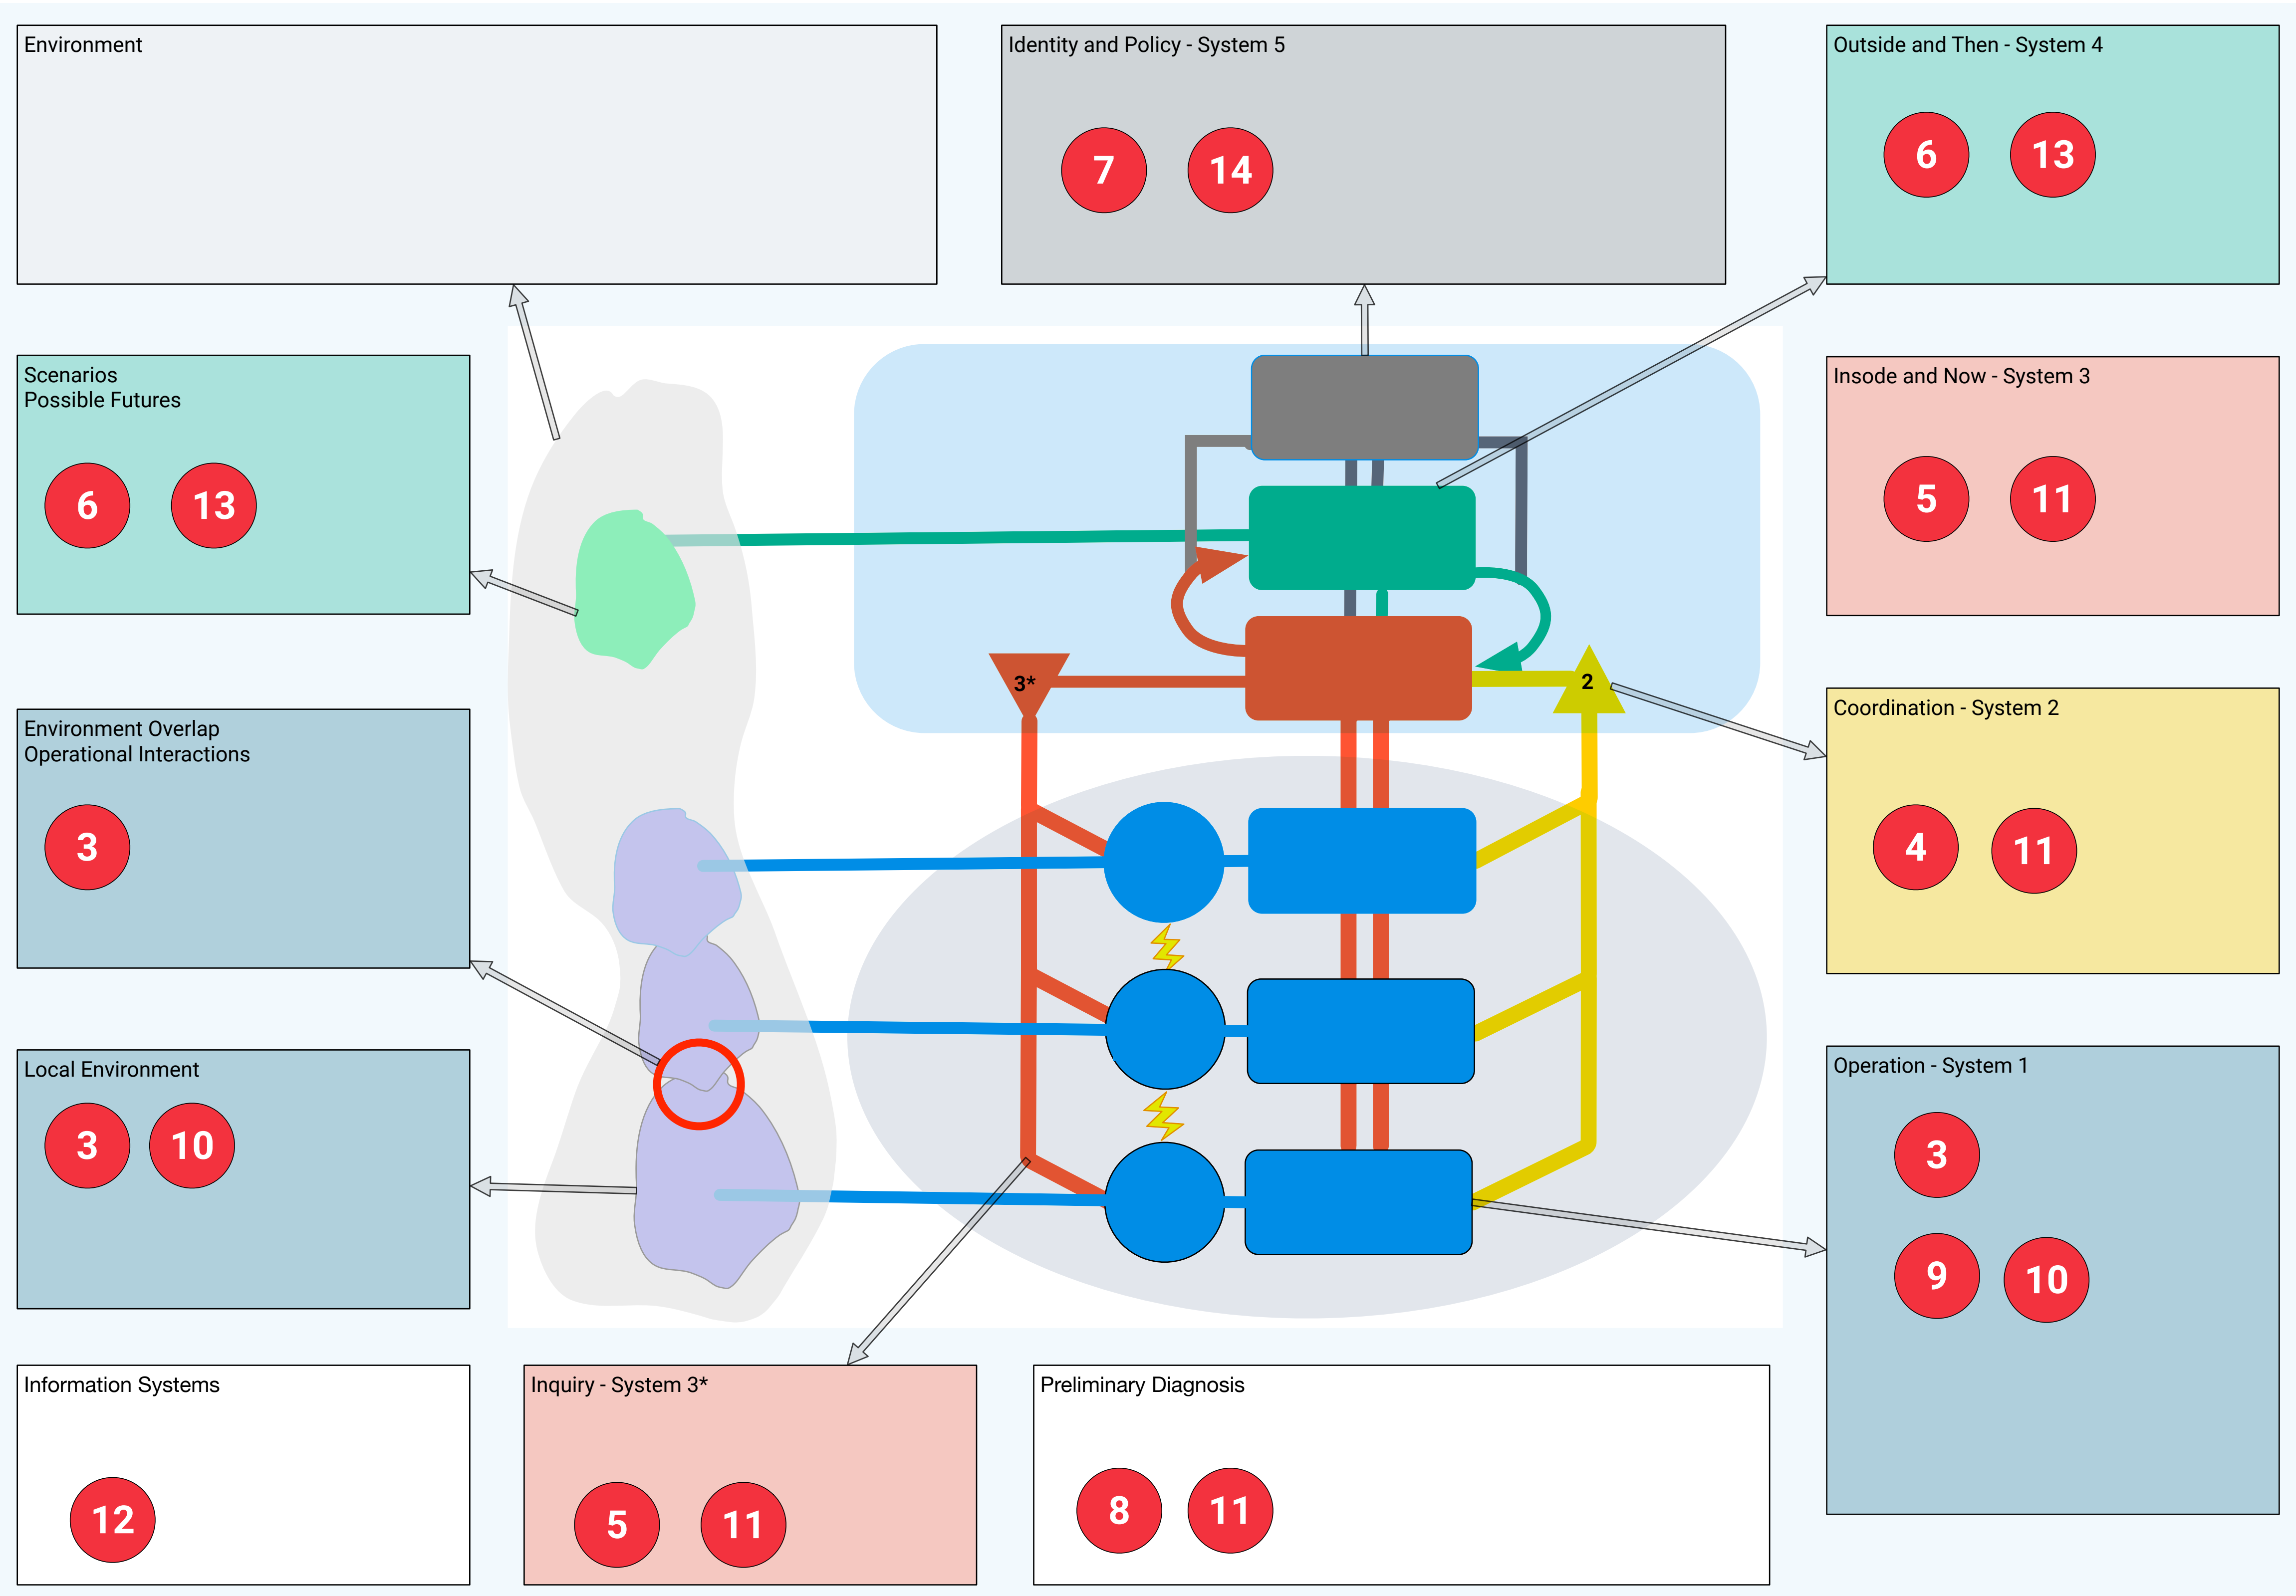 Environment
Identity and Policy - System 5
7 14
Outside and Then - System 4
6 13
Scenarios
Possible Futures
6 13
Insode and Now - System 3
5 11
3*
2
Environment Overlap
Operational Interactions
3
Coordination - System 2
4 11
Local Environment
3 10
Operation - System 1
3
9 10
Information Systems
12
Inquiry - System 3*
5 11
Preliminary Diagnosis
8 11